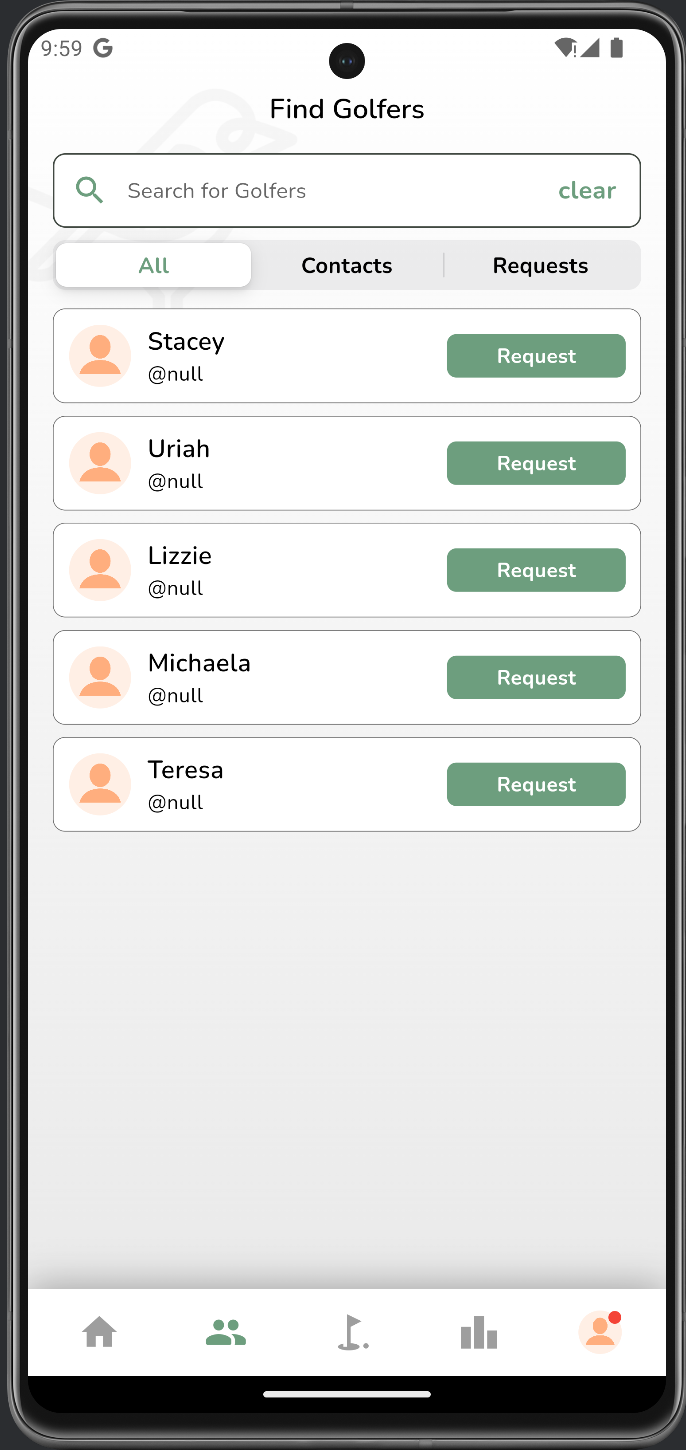 9:59 G
Find Golfers
Search for Golfers clear
All Contacts Requests
Stacey
@null
Request
Uriah
@null
Request
Lizzie
@null
Request
Michaela
@null
Request
Teresa
@null
Request